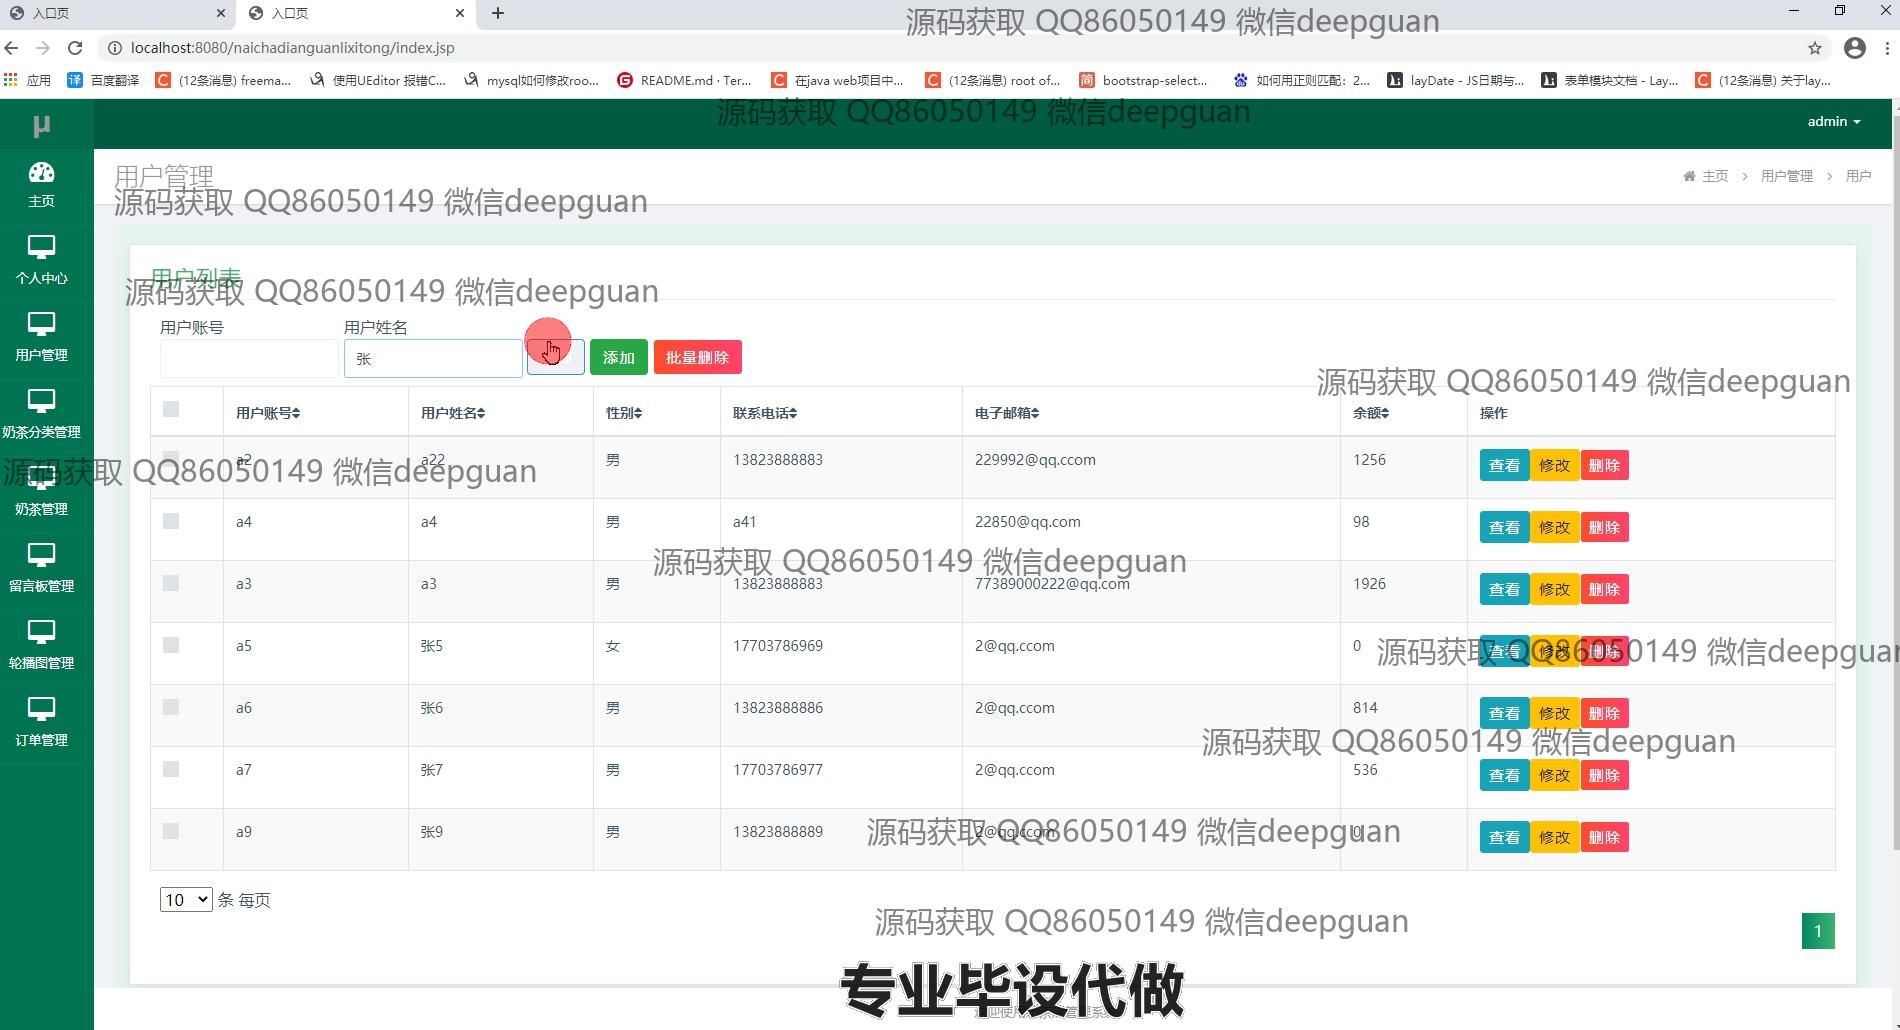 入口页
入口页
源码获取 QQ86050149 微信deepguan
localhost:8080/naichadianguanlixitong/index.jsp
应用 百度翻译 (12条消息) freema... 使用UEditor 报错C... mysql如何修改roo... README.md · Ter... 在java web项目中... (12条消息) root of... bootstrap-select... 如何用正则匹配：2... layDate - JS日期与... 表单模块文档 - Lay... (12条消息) 关于lay...
μ
源码获取 QQ86050149 微信deepguan
admin
主页
个人中心
用户管理
奶茶分类管理
奶茶管理
留言板管理
轮播图管理
订单管理
用户管理
主页 > 用户管理 > 用户
源码获取 QQ86050149 微信deepguan
用户列表
源码获取 QQ86050149 微信deepguan
用户账号 用户姓名
张 添加 批量删除
源码获取 QQ86050149 微信deepguan
用户账号 用户姓名 性别 联系电话 电子邮箱 余额 操作
a2 a22 男 13823888883 229992@qq.ccom 1256 查看 修改 删除
源码获取 QQ86050149 微信deepguan
a4 a4 男 a41 22850@qq.com 98 查看 修改 删除
源码获取 QQ86050149 微信deepguan
a3 a3 男 13823888883 77389000222@qq.com 1926 查看 修改 删除
a5 张5 女 17703786969 2@qq.ccom 0 查看 修改 删除
源码获取 QQ86050149 微信deepguan
a6 张6 男 13823888886 2@qq.ccom 814 查看 修改 删除
源码获取 QQ86050149 微信deepguan
a7 张7 男 17703786977 2@qq.ccom 536 查看 修改 删除
a9 张9 男 13823888889 2@qq.ccom 0 查看 修改 删除
源码获取 QQ86050149 微信deepguan
10 条 每页
源码获取 QQ86050149 微信deepguan
1
专业毕设代做